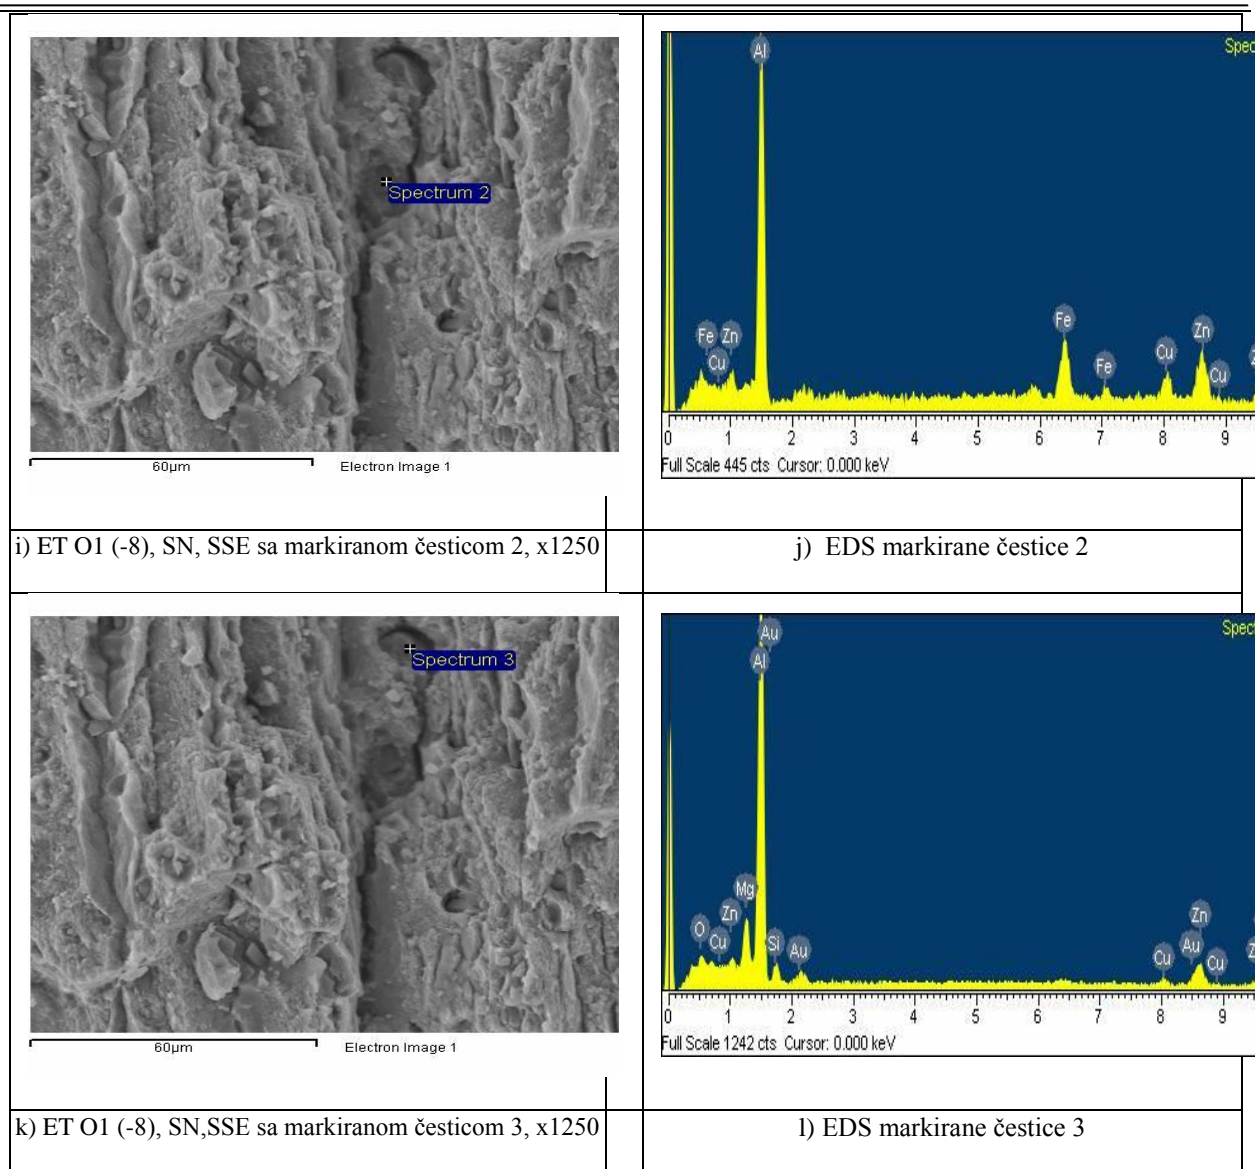 Spectrum 2
60µm Electron Image 1
Spec
Al
Fe Zn
Cu
Fe
Fe
Cu
Zn
Cu
0 1 2 3 4 5 6 7 8 9
Full Scale 445 cts Cursor: 0.000 keV
i) ET O1 (-8), SN, SSE sa markiranom česticom 2, x1250
j) EDS markirane čestice 2
Spectrum 3
60µm Electron Image 1
Spect
Au
Al
Mg
Zn
O
Cu
Si
Au
Zn
Au
Cu
Cu
0 1 2 3 4 5 6 7 8 9
Full Scale 1242 cts Cursor: 0.000 keV
k) ET O1 (-8), SN,SSE sa markiranom česticom 3, x1250
l) EDS markirane čestice 3